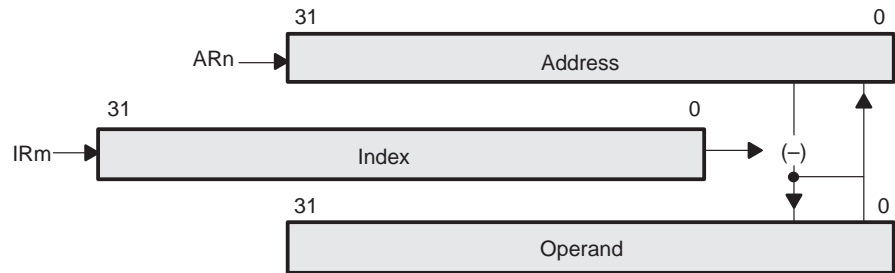 31 0
ARn Address
31 0
IRm Index (–)
31 0
Operand